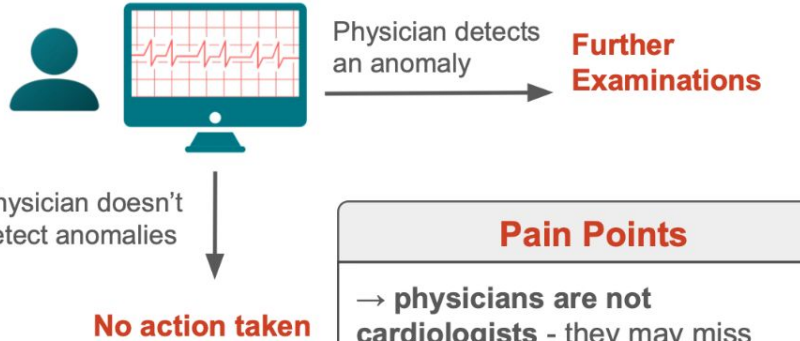 Physician detects
an anomaly
Further
Examinations
hysician doesn't
etect anomalies
No action taken
Pain Points
→ physicians are not
cardiologists - they may miss